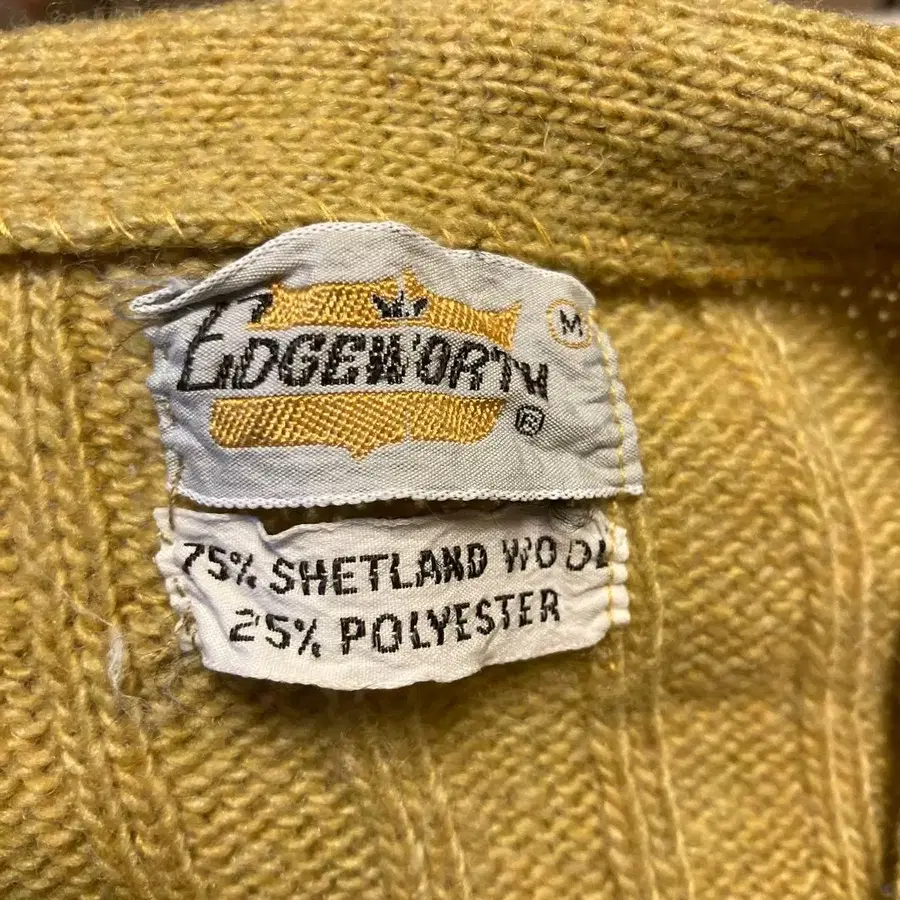 EDGEWORTH
M
®
75% SHETLAND WOOL
25% POLYESTER